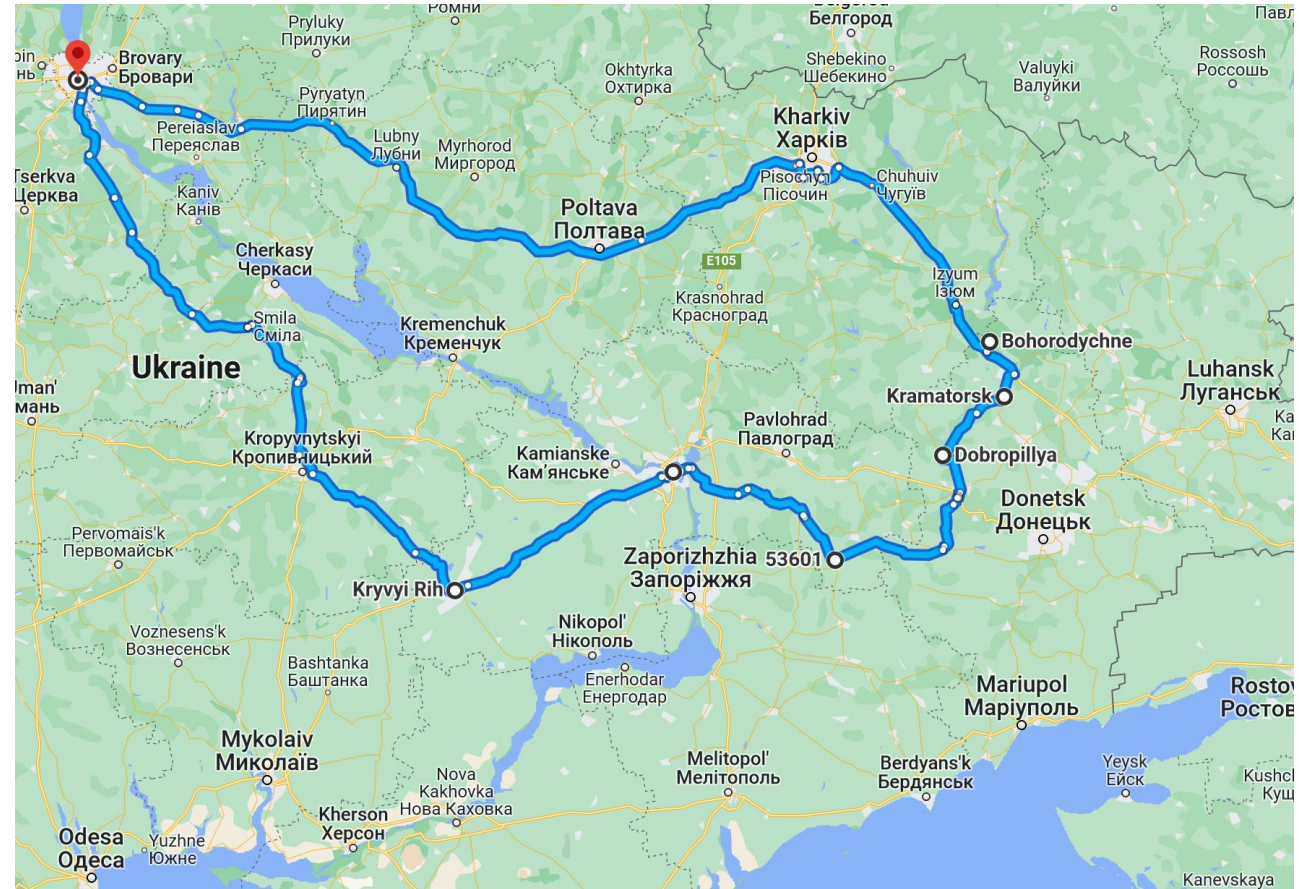 Ромни
Белгород
Павл
Pryluky
Прилуки
Brovary
Бровари
нь
Okhtyrka
Охтирка
Shebekino
Шебекино
Valuyki
Валуйки
Rossosh
Россошь
Pyryatyn
Пирятин
Pereiaslav
Переяслав
Lubny
Лубни
Myrhorod
Миргород
Kharkiv
Харків
Pisochyn
Пісочин
Chuhuiv
Чугуїв
Tserkva
Церква
Kaniv
Канів
Poltava
Полтава
E105
Cherkasy
Черкаси
Izyum
Ізюм
Krasnohrad
Красноград
Smila
Сміла
Kremenchuk
Кременчук
Bohorodychne
Ukraine
Luhansk
Луганськ
Kramatorsk
Uman'
мань
Pavlohrad
Павлоград
Kropyvnytskyi
Кропивницький
Kamianske
Кам'янське
Dobropillya
Donetsk
Донецьк
Pervomais'k
Первомайськ
Zaporizhzhia
Запоріжжя
53601
Kryvyi Rih
Nikopol'
Нікополь
Voznesens'k
Вознесенськ
Bashtanka
Баштанка
Enerhodar
Енергодар
Mariupol
Маріуполь
Rostov
Ростов
Mykolaiv
Миколаїв
Melitopol'
Мелітополь
Berdyans'k
Бердянськ
Yeysk
Ейск
Kushch
Кущ
Nova
Kakhovka
Нова Каховка
Kherson
Херсон
Odesa
Одеса
Yuzhne
Южне
Kanevskaya